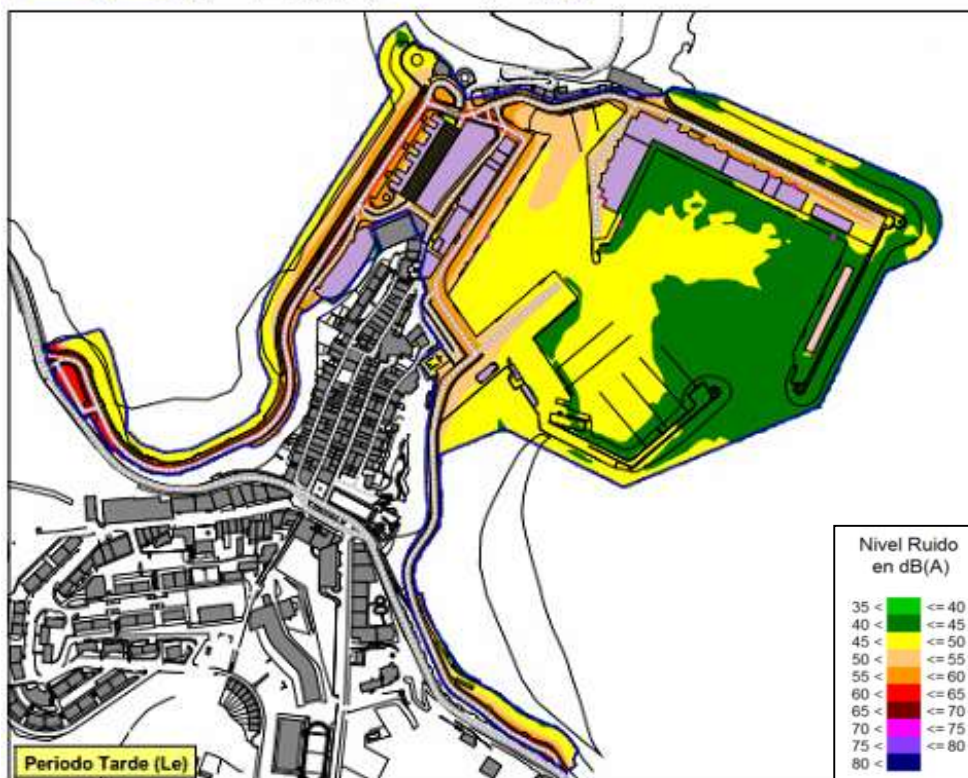 Nivel Ruido
en dB(A)
35 < <= 40
40 < <= 45
45 < <= 50
50 < <= 55
55 < <= 60
60 < <= 65
65 < <= 70
70 < <= 75
75 < <= 80
80 <
Periodo Tarde (Le)